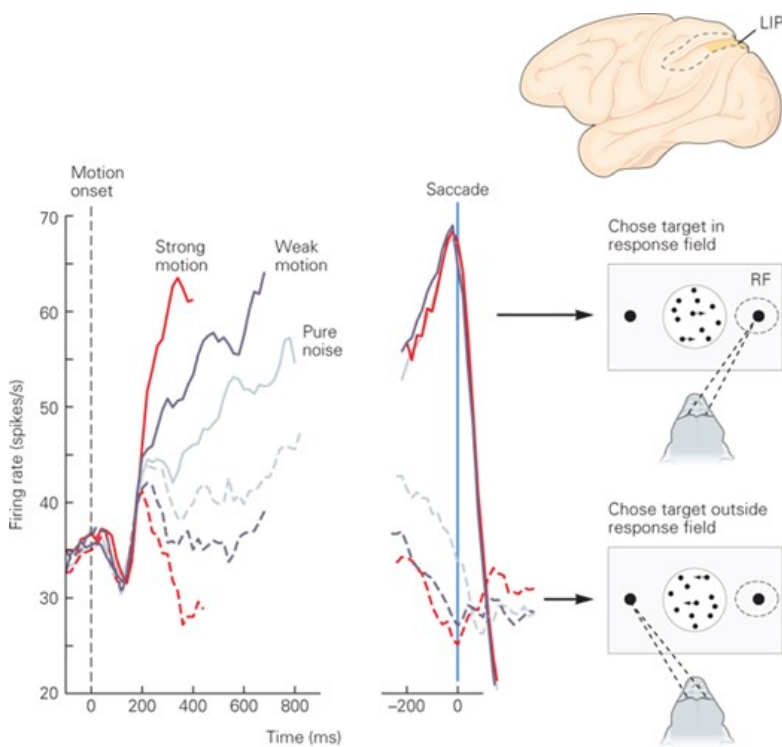 LIP
Motion
onset
Saccade
70
60
50
40
30
20
Firing rate (spikes/s)
Strong
motion
Weak
motion
Pure
noise
0
200
400
600
800
Time (ms)
−200
0
Chose target in
response field
RF
Chose target outside
response field